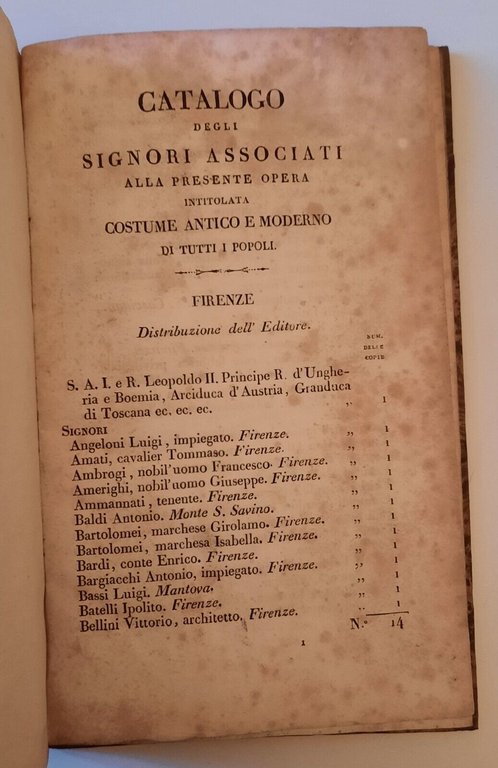 CATALOGO
DEGLI
SIGNORI ASSOCIATI
ALLA PRESENTE OPERA
INTITOLATA
COSTUME ANTICO E MODERNO
DI TUTTI I POPOLI.
FIRENZE
Distribuzione dell' Editore.
NUM.
DELLE
COPIE
S. A. I. e R. Leopoldo II. Principe R. d'Unghe-
ria e Boemia, Arciduca d'Austria, Granduca
di Toscana ec. ec. ec. ,, 1
SIGNORI
Angeloni Luigi, impiegato. Firenze. ,, 1
Amati, cavalier Tommaso. Firenze. ,, 1
Ambrogi, nobil'uomo Francesco. Firenze. ,, 1
Amerighi, nobil'uomo Giuseppe. Firenze. ,, 1
Ammannati, tenente. Firenze. ,, 1
Baldi Antonio. Monte S. Savino. ,, 1
Bartolomei, marchese Girolamo. Firenze. ,, 1
Bartolomei, marchesa Isabella. Firenze. ,, 1
Bardi, conte Enrico. Firenze. ,, 1
Bargiacchi Antonio, impiegato. Firenze. ,, 1
Bassi Luigi. Mantova. ,, 1
Batelli Ipolito. Firenze. ,, 1
Bellini Vittorio, architetto. Firenze. ,, 1
N.º 14
1